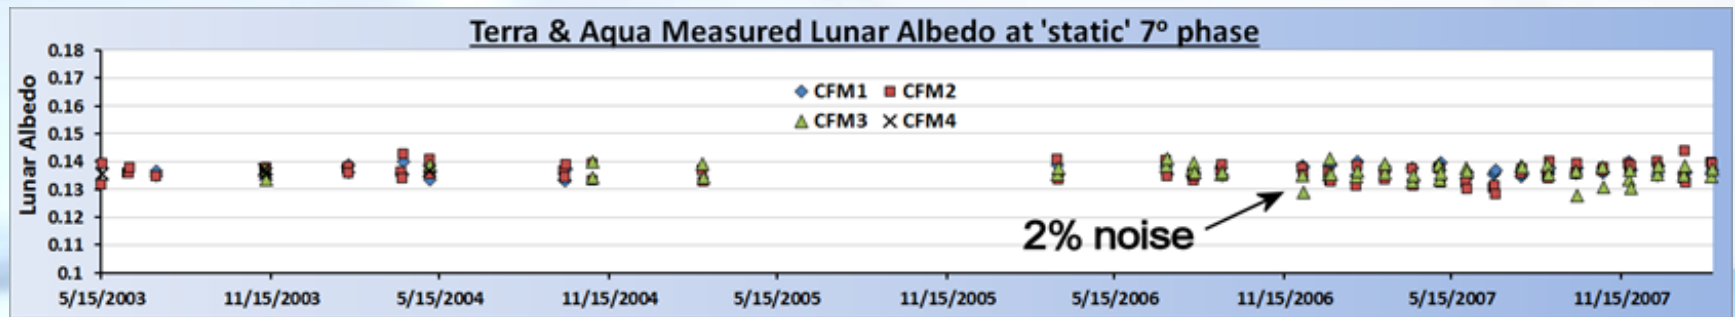 Terra & Aqua Measured Lunar Albedo at 'static' 7º phase
Lunar Albedo
0.18
0.17
0.16
0.15
0.14
0.13
0.12
0.11
0.1
CFM1 CFM2
CFM3 CFM4
2% noise
5/15/2003 11/15/2003 5/15/2004 11/15/2004 5/15/2005 11/15/2005 5/15/2006 11/15/2006 5/15/2007 11/15/2007